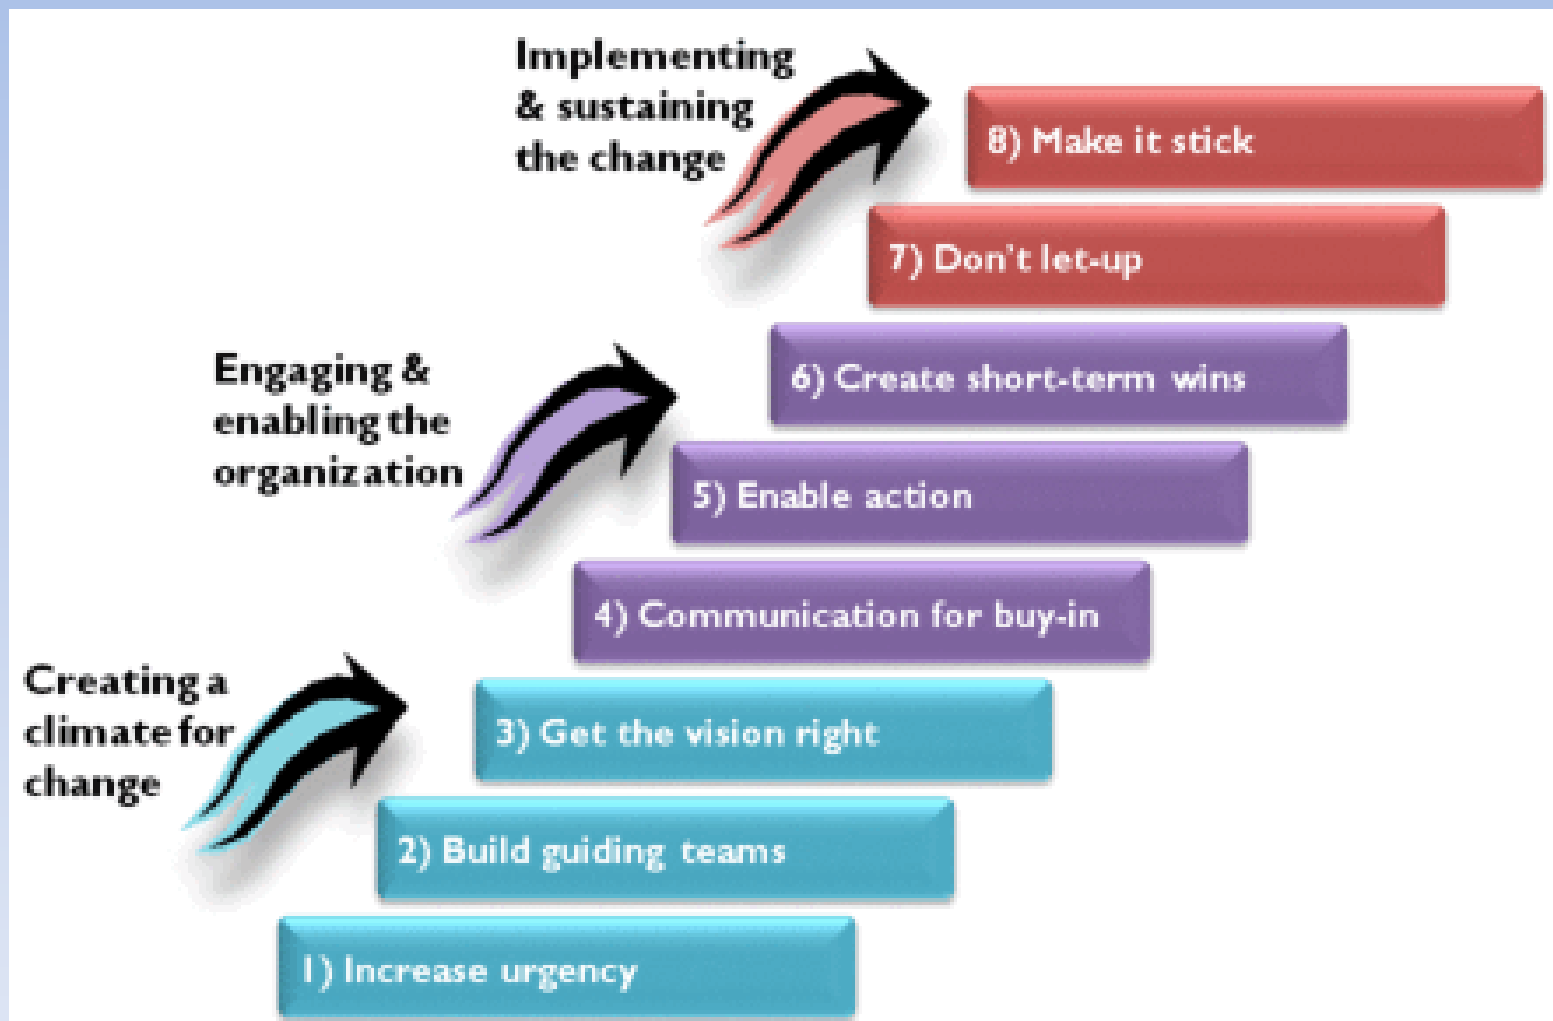 Implementing
& sustaining
the change
8) Make it stick
7) Don't let-up
Engaging &
enabling the
organization
6) Create short-term wins
5) Enable action
4) Communication for buy-in
Creating a
climate for
change
3) Get the vision right
2) Build guiding teams
1) Increase urgency